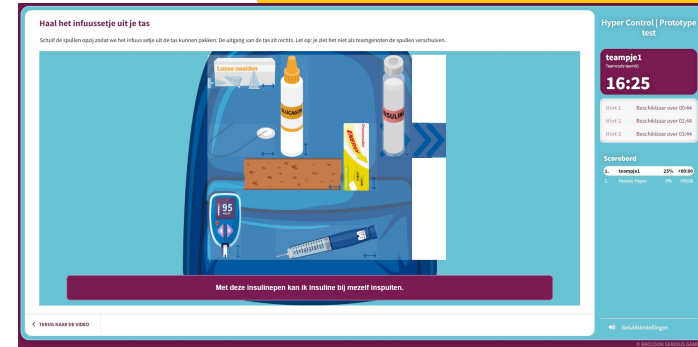 Haal het infuussetje uit je tas
Schuif de spullen opzij zodat we het infuus setje uit de tas kunnen pakken. De uitgang van de tas zit rechts. Let op: je ziet het niet als teamgenoten de spullen verschuiven.
Losse naalden
GLUCAGON
INSULINE
ENERGY
95
Met deze insulinepen kan ik insuline bij mezelf inspuiten.
TERUG NAAR DE VIDEO
Hyper Control | Prototype
test
teampje1
16:25
Hint 1 Beschikbaar over 00:44
Hint 2 Beschikbaar over 02:44
Hint 3 Beschikbaar over 03:44
Scorebord
1. teampje1 25% +00:00
Geluidsinstellingen
© RACCOON SERIOUS GAMES